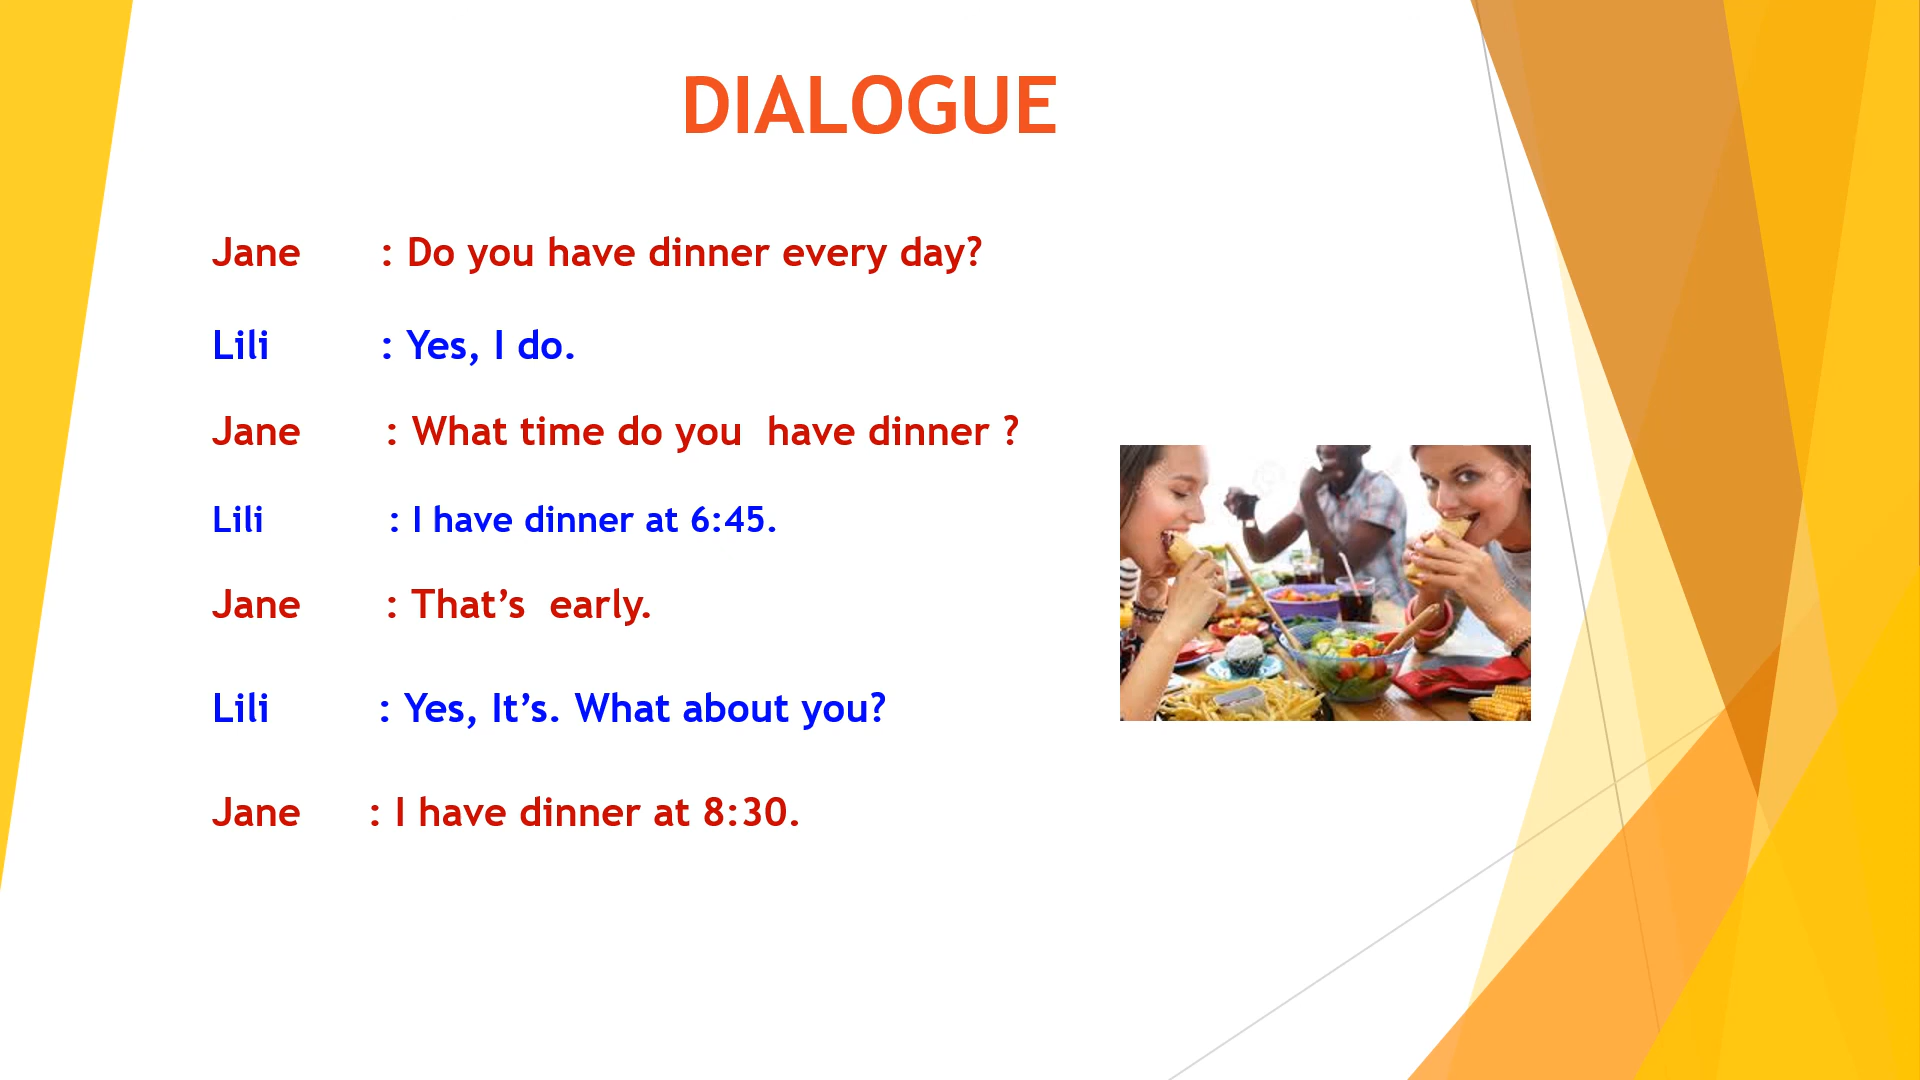 DIALOGUE
Jane : Do you have dinner every day?
Lili : Yes, I do.
Jane : What time do you have dinner ?
Lili : I have dinner at 6:45.
Jane : That’s early.
Lili : Yes, It’s. What about you?
Jane : I have dinner at 8:30.